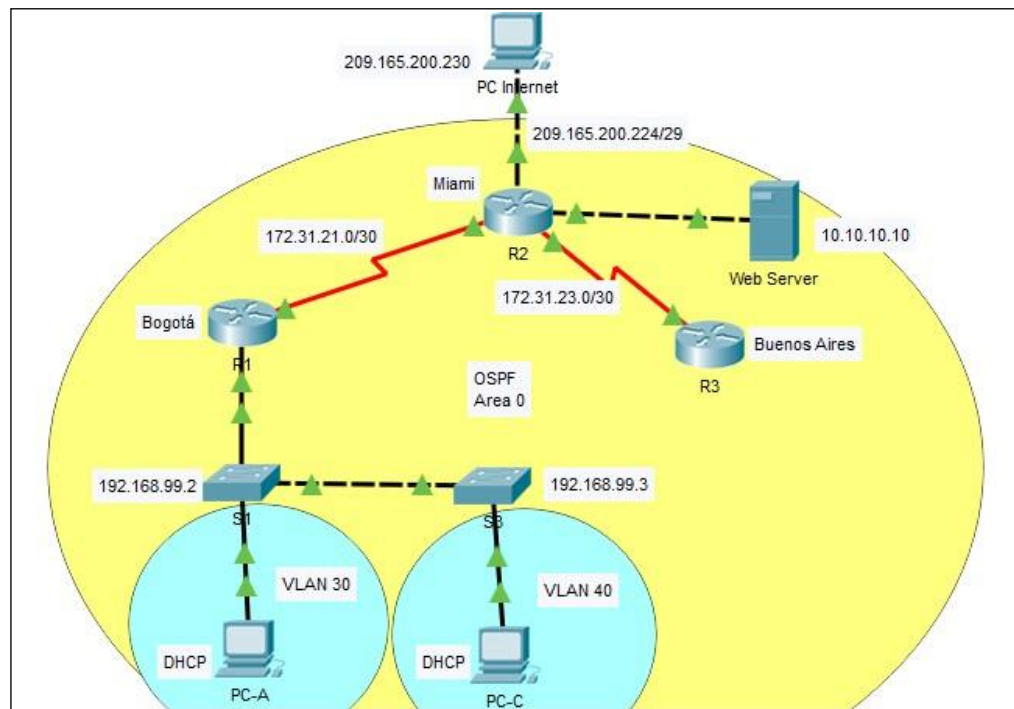 209.165.200.230
PC Internet
209.165.200.224/29
Miami
172.31.21.0/30
R2
10.10.10.10
Web Server
172.31.23.0/30
Bogotá
R1
Buenos Aires
R3
OSPF
Area 0
192.168.99.2
S1
192.168.99.3
S3
VLAN 30
VLAN 40
DHCP
PC-A
DHCP
PC-C